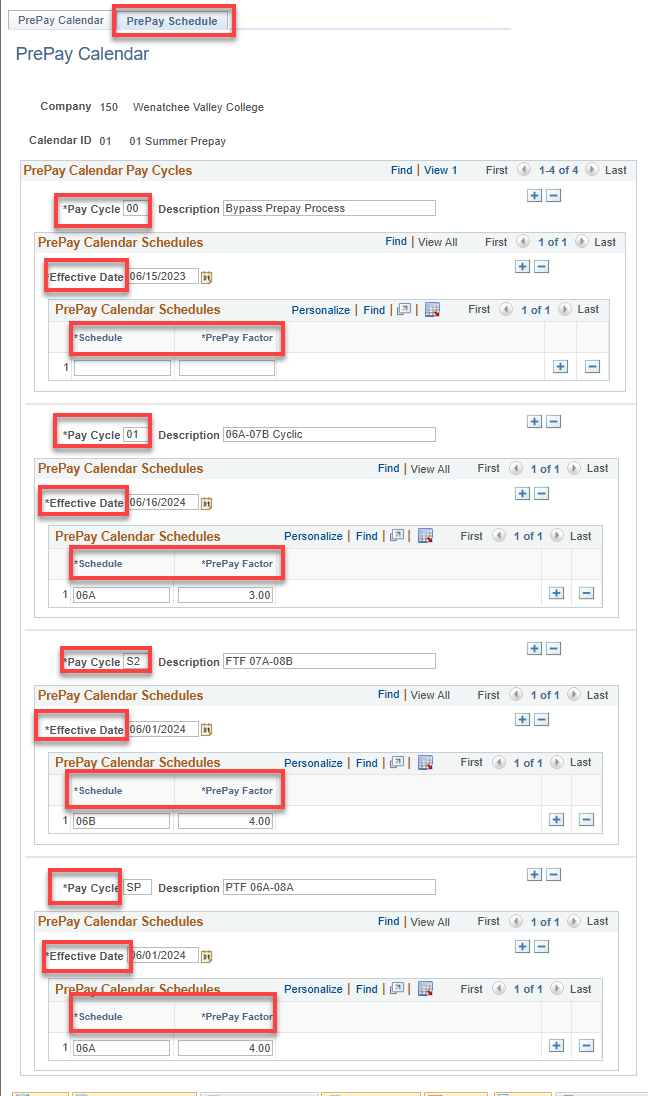 PrePay Calendar PrePay Schedule
PrePay Calendar
Company 150 Wenatchee Valley College
Calendar ID 01 01 Summer Prepay
PrePay Calendar Pay Cycles Find | View 1 First 1-4 of 4 Last
*Pay Cycle 00 Description Bypass Prepay Process
PrePay Calendar Schedules Find | View All First 1 of 1 Last
*Effective Date 06/15/2023
PrePay Calendar Schedules Personalize | Find | | First 1 of 1 Last
*Schedule *PrePay Factor
1
*Pay Cycle 01 Description 06A-07B Cyclic
PrePay Calendar Schedules Find | View All First 1 of 1 Last
*Effective Date 06/16/2024
PrePay Calendar Schedules Personalize | Find | | First 1 of 1 Last
*Schedule *PrePay Factor
1 06A 3.00
*Pay Cycle S2 Description FTF 07A-08B
PrePay Calendar Schedules Find | View All First 1 of 1 Last
*Effective Date 06/01/2024
PrePay Calendar Schedules Personalize | Find | | First 1 of 1 Last
*Schedule *PrePay Factor
1 06B 4.00
*Pay Cycle SP Description PTF 06A-08A
PrePay Calendar Schedules Find | View All First 1 of 1 Last
*Effective Date 06/01/2024
PrePay Calendar Schedules Personalize | Find | | First 1 of 1 Last
*Schedule *PrePay Factor
1 06A 4.00